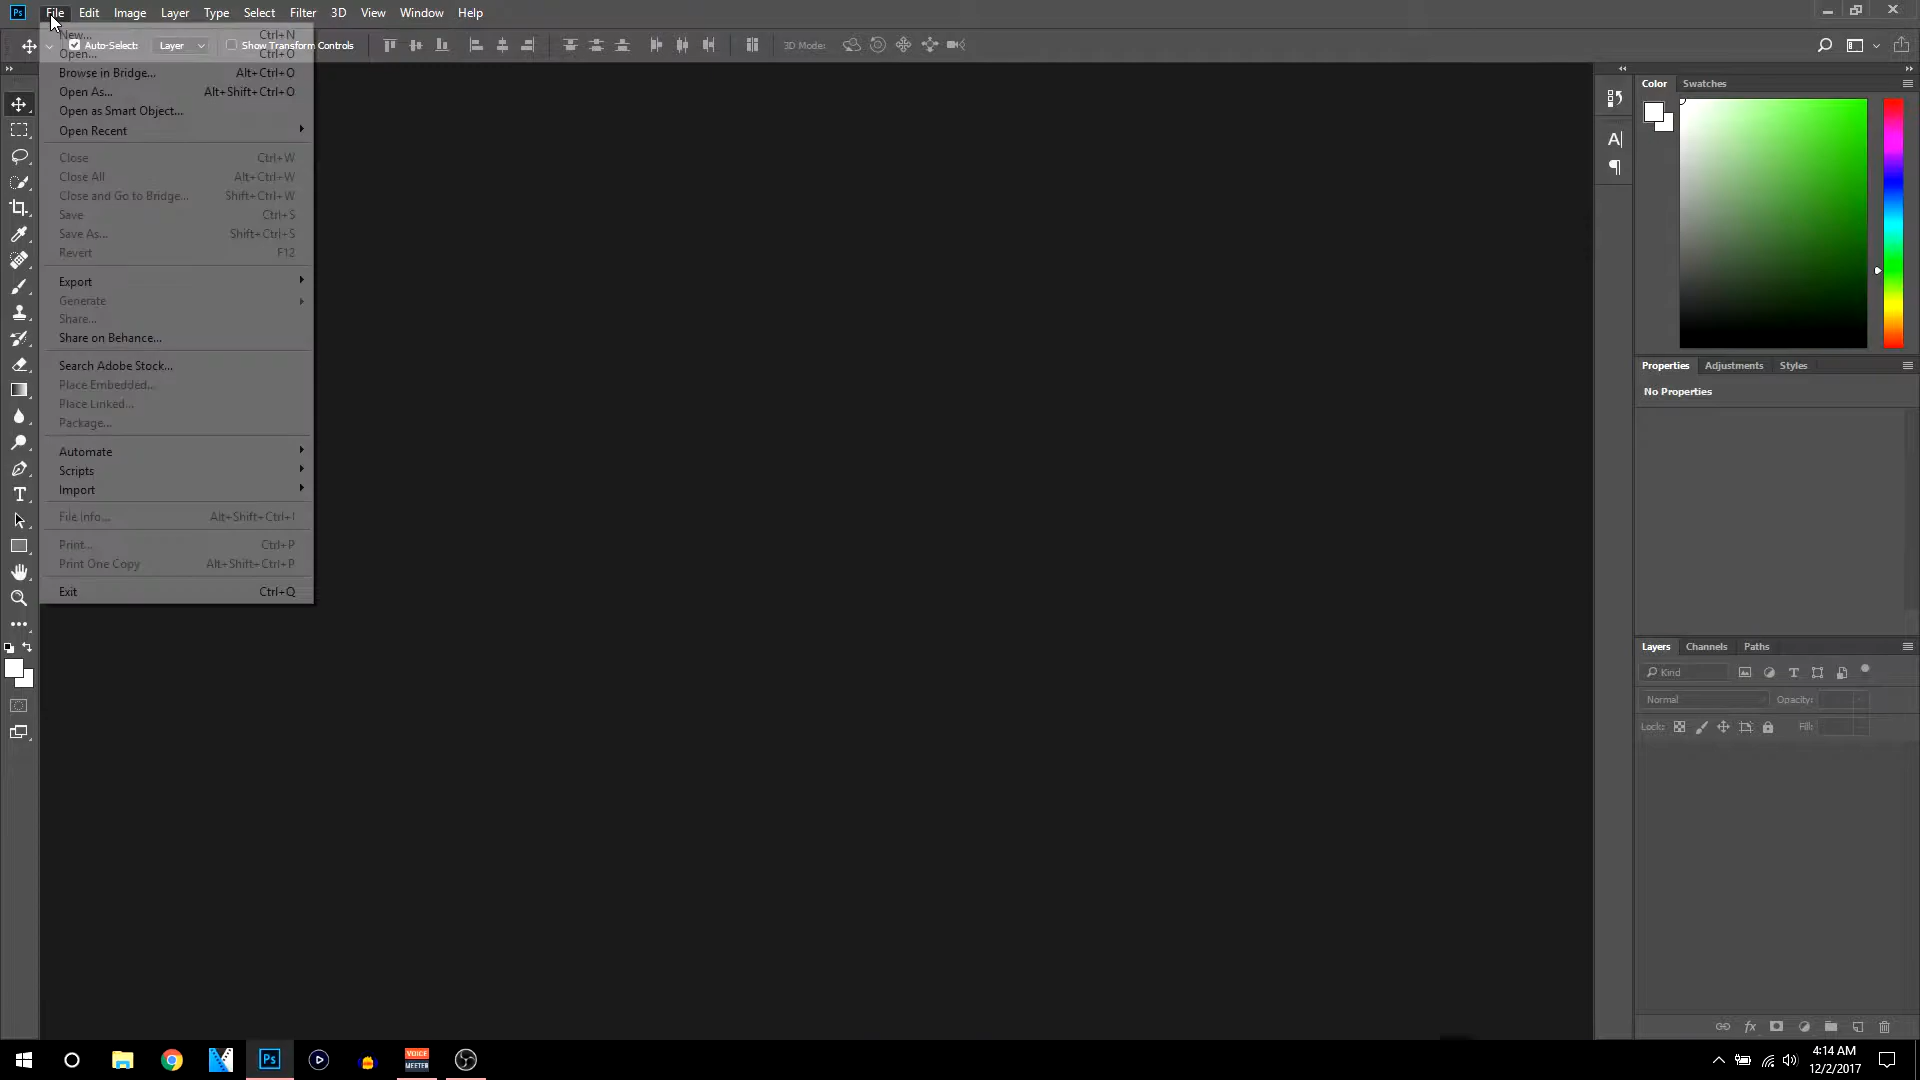 Ps File Edit Image Layer Type Select Filter 3D View Window Help
New... Ctrl+N
Auto-Select: Layer Show Transform Controls 3D Mode:
Open... Ctrl+O
Browse in Bridge... Alt+Ctrl+O
Open As... Alt+Shift+Ctrl+O
Open as Smart Object...
Open Recent
Close Ctrl+W
Close All Alt+Ctrl+W
Close and Go to Bridge... Shift+Ctrl+W
Save Ctrl+S
Save As... Shift+Ctrl+S
Revert F12
Export
Generate
Share...
Share on Behance...
Search Adobe Stock...
Place Embedded...
Place Linked...
Package...
Automate
Scripts
Import
File Info... Alt+Shift+Ctrl+I
Print... Ctrl+P
Print One Copy Alt+Shift+Ctrl+P
Exit Ctrl+Q
Color Swatches
Properties Adjustments Styles
No Properties
Layers Channels Paths
Kind
Normal Opacity:
Lock: Fill:
fx
Ps
VOICE
MEETER
4:14 AM
12/2/2017